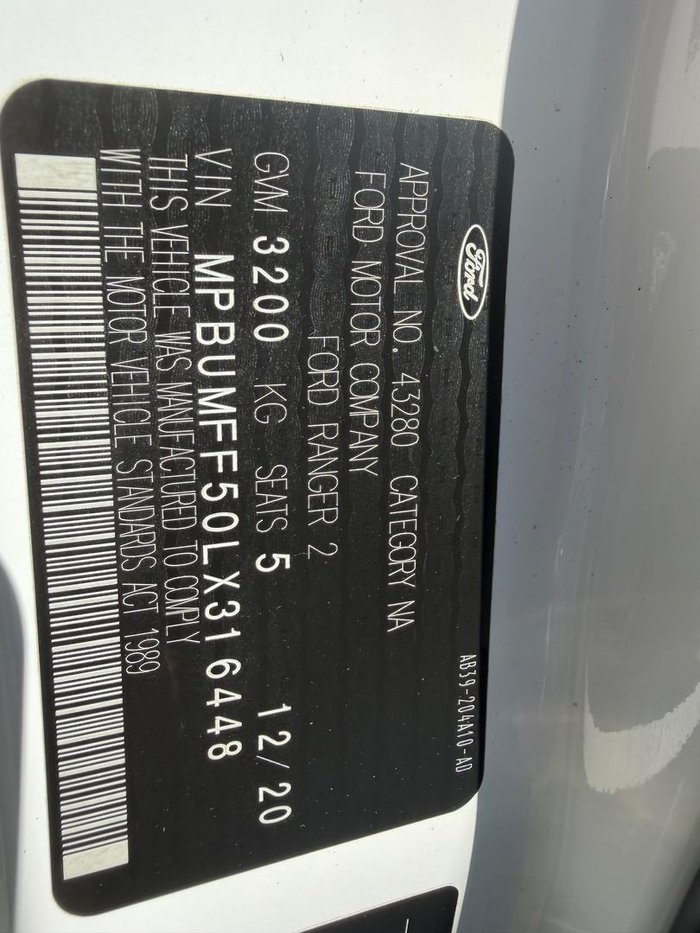 Ford
AB39-204A10-AD
APPROVAL NO. 43280 CATEGORY NA
FORD MOTOR COMPANY
FORD RANGER 2
GVM 3200 KG SEATS 5 12/20
VIN MPBUMFF50LX316448
THIS VEHICLE WAS MANUFACTURED TO COMPLY
WITH THE MOTOR VEHICLE STANDARDS ACT 1989